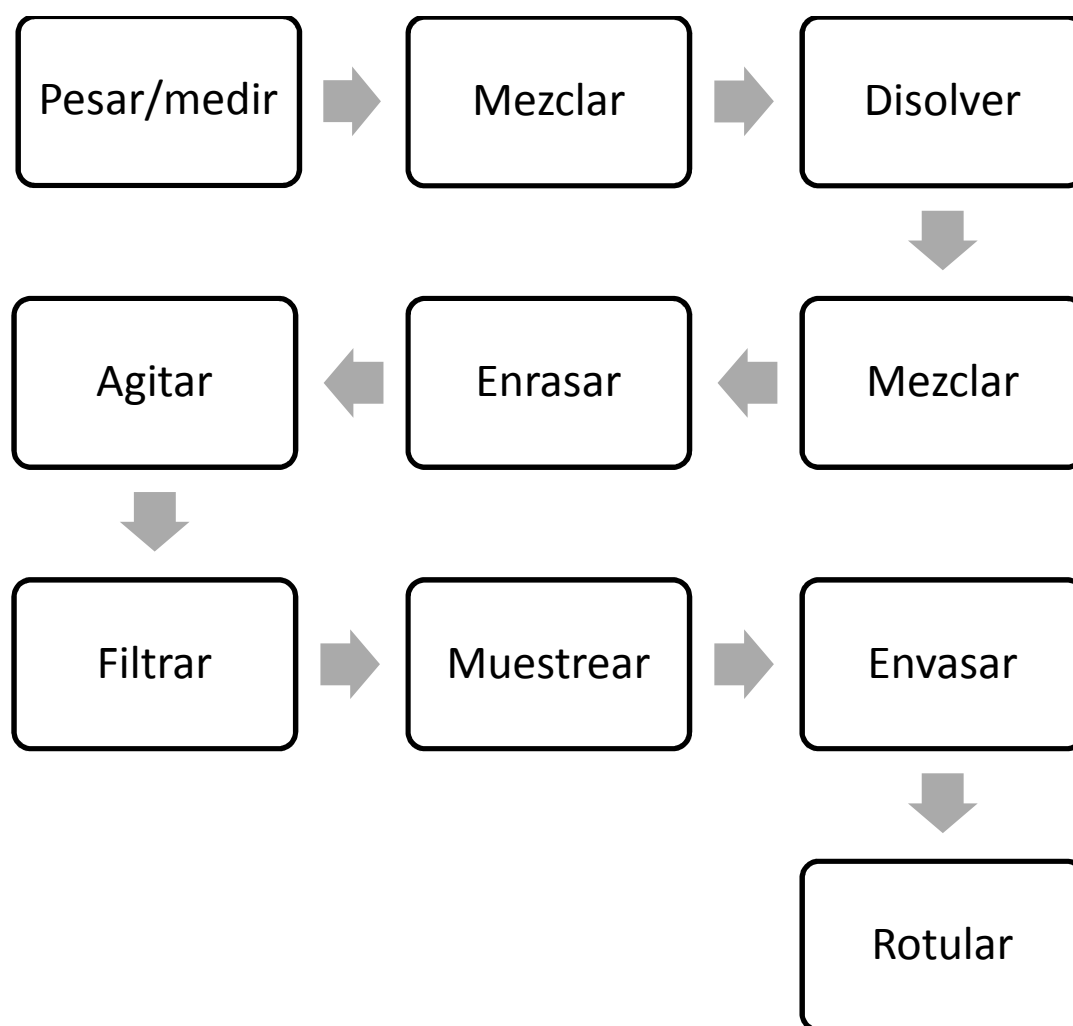 Pesar/medir
Mezclar
Disolver
Mezclar
Enrasar
Agitar
Filtrar
Muestrear
Envasar
Rotular